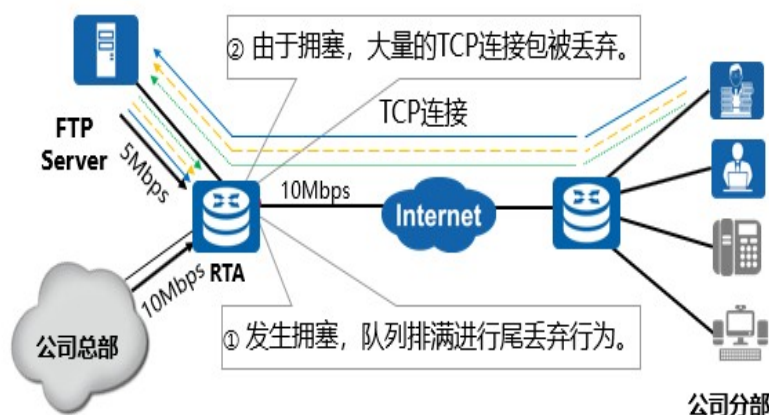 ② 由于拥塞，大量的TCP连接包被丢弃。
TCP连接
FTP
Server
5Mbps
10Mbps
Internet
RTA
10Mbps
公司总部
① 发生拥塞，队列排满进行尾丢弃行为。
公司分部